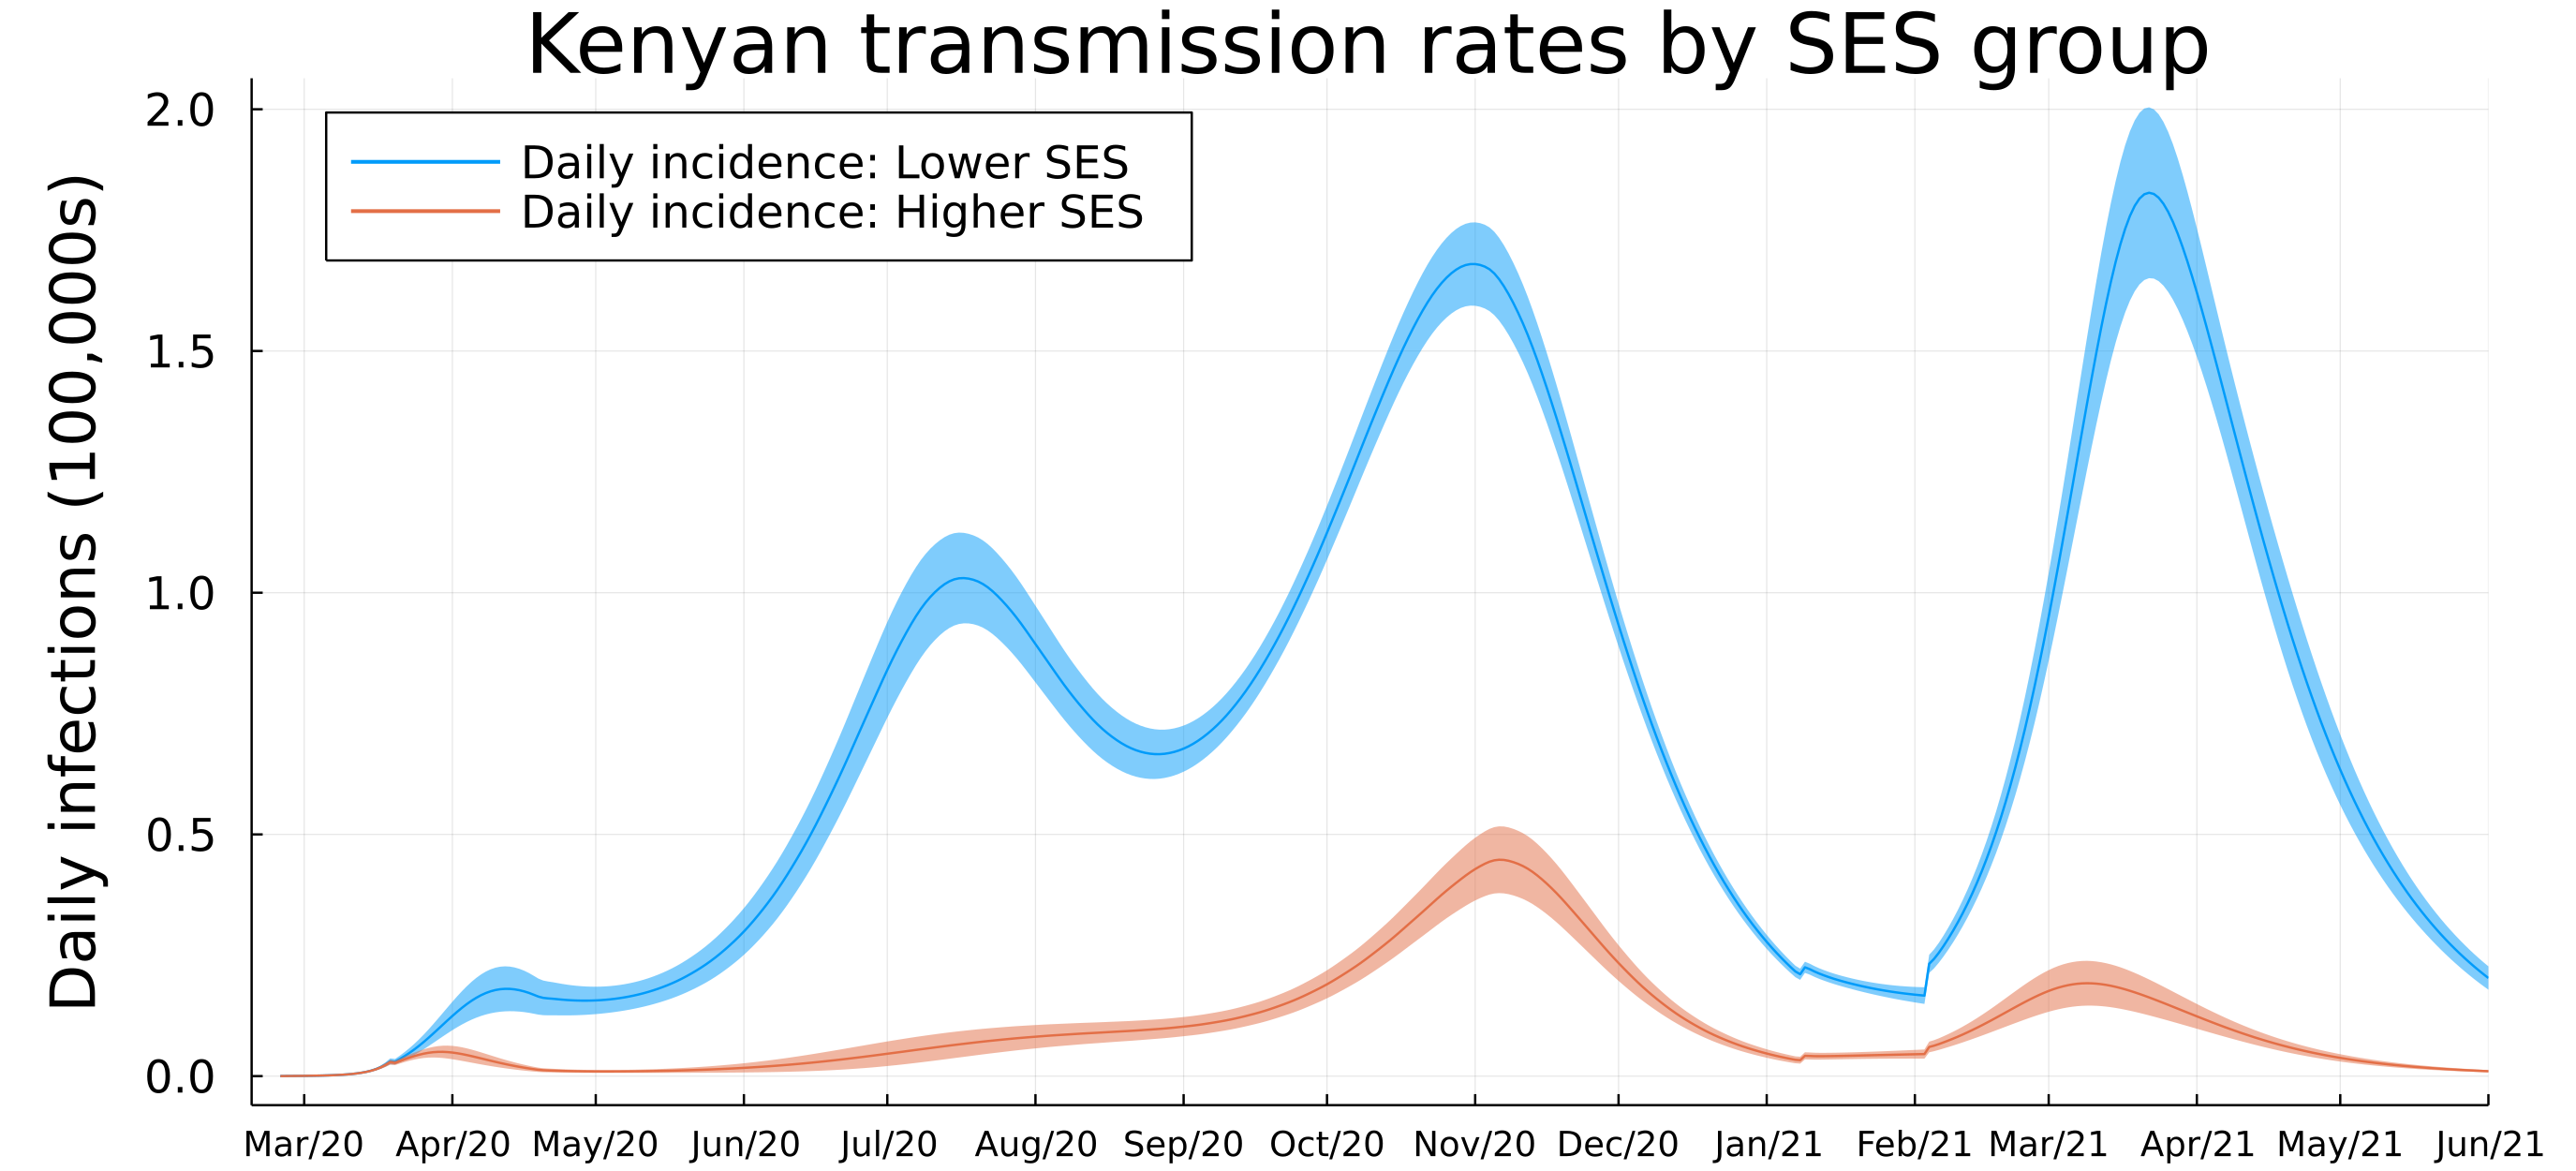 Kenyan transmission rates by SES group
2.0
1.5
1.0
0.5
0.0
Daily infections (100,000s)
Daily incidence: Lower SES
Daily incidence: Higher SES
Mar/20 Apr/20 May/20 Jun/20 Jul/20 Aug/20 Sep/20 Oct/20 Nov/20 Dec/20 Jan/21 Feb/21 Mar/21 Apr/21 May/21 Jun/21